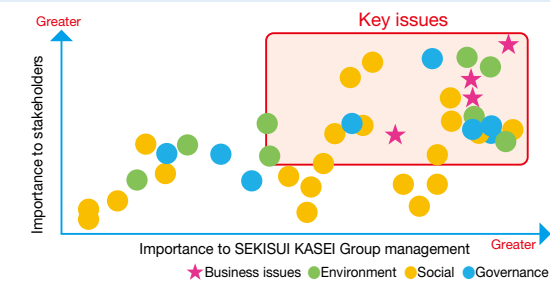 Key issues
Greater
Importance to stakeholders
Importance to SEKISUI KASEI Group management
Greater
Business issues
Environment
Social
Governance